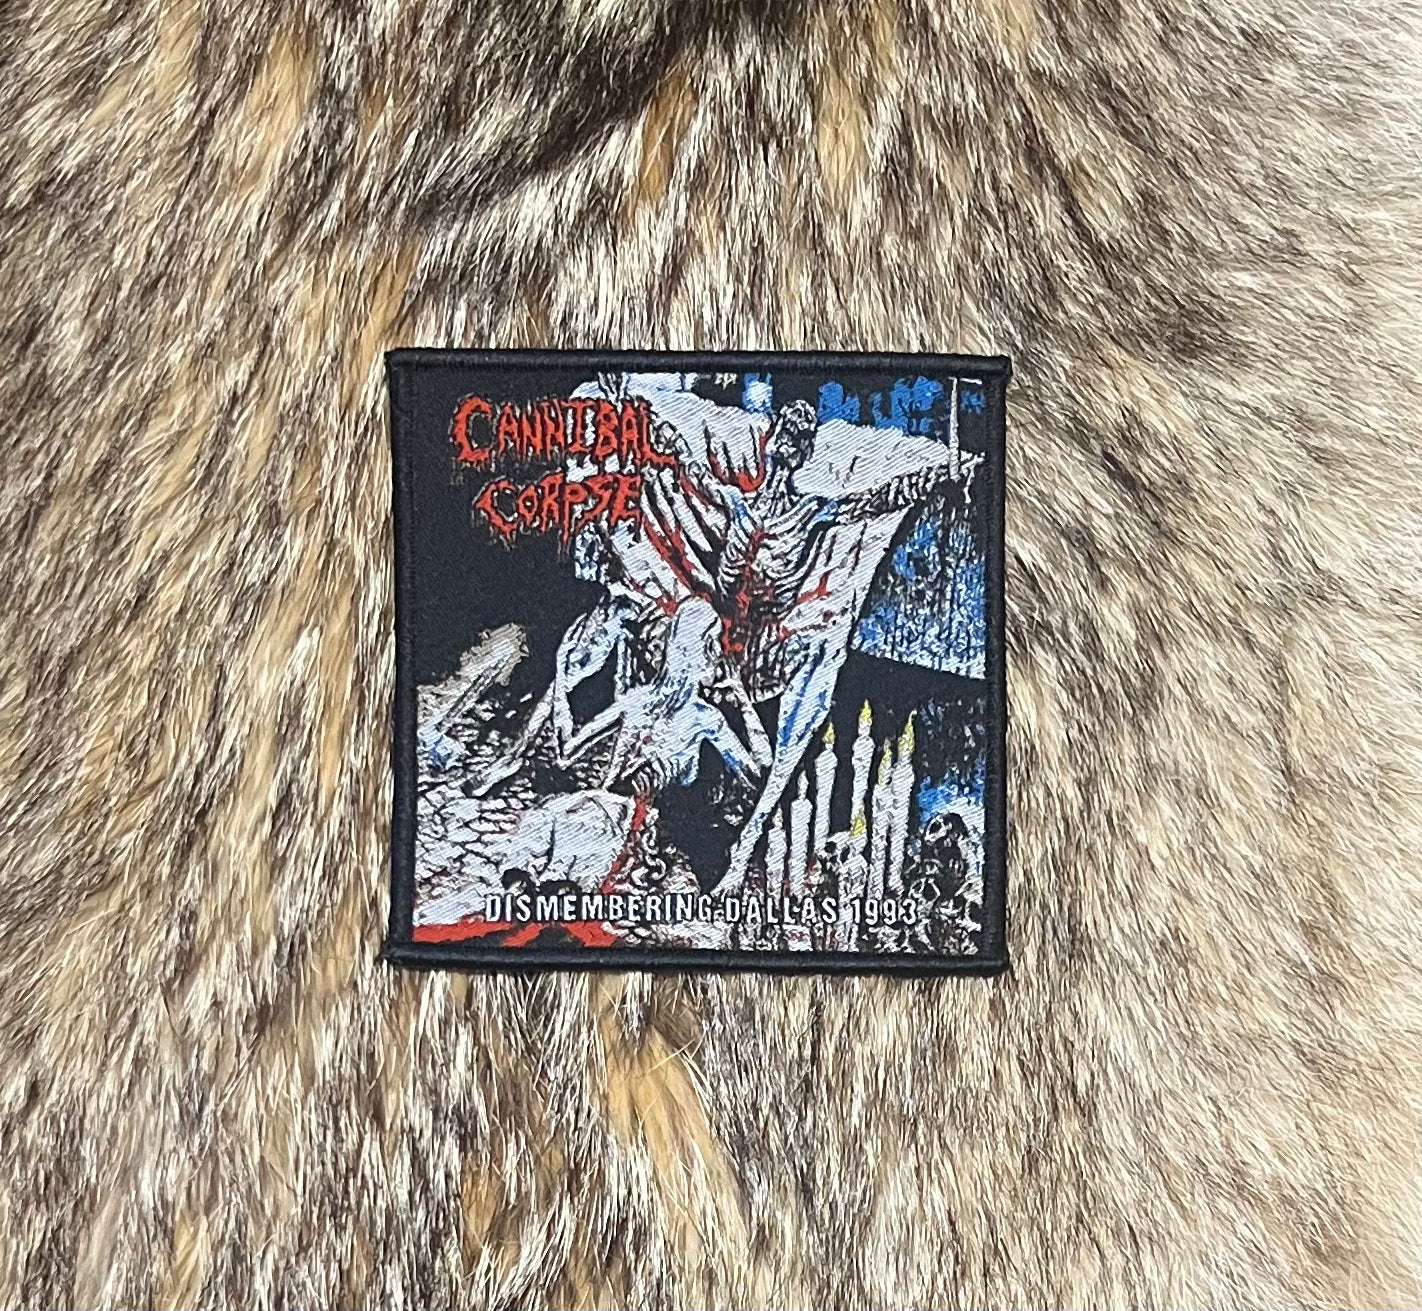 CANNIBAL
CORPSE
DISMEMBERING DALLAS 1993